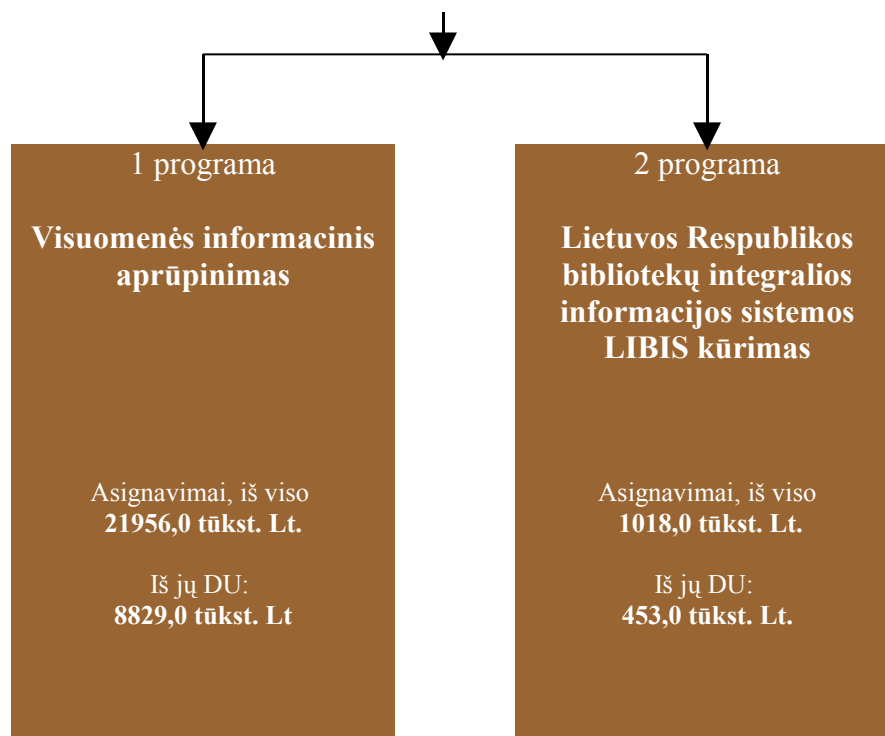 1 programa
Visuomenės informacinis
aprūpinimas
Asignavimai, iš viso
21956,0 tūkst. Lt.
Iš jų DU:
8829,0 tūkst. Lt
2 programa
Lietuvos Respublikos
bibliotekų integralios
informacijos sistemos
LIBIS kūrimas
Asignavimai, iš viso
1018,0 tūkst. Lt.
Iš jų DU:
453,0 tūkst. Lt.